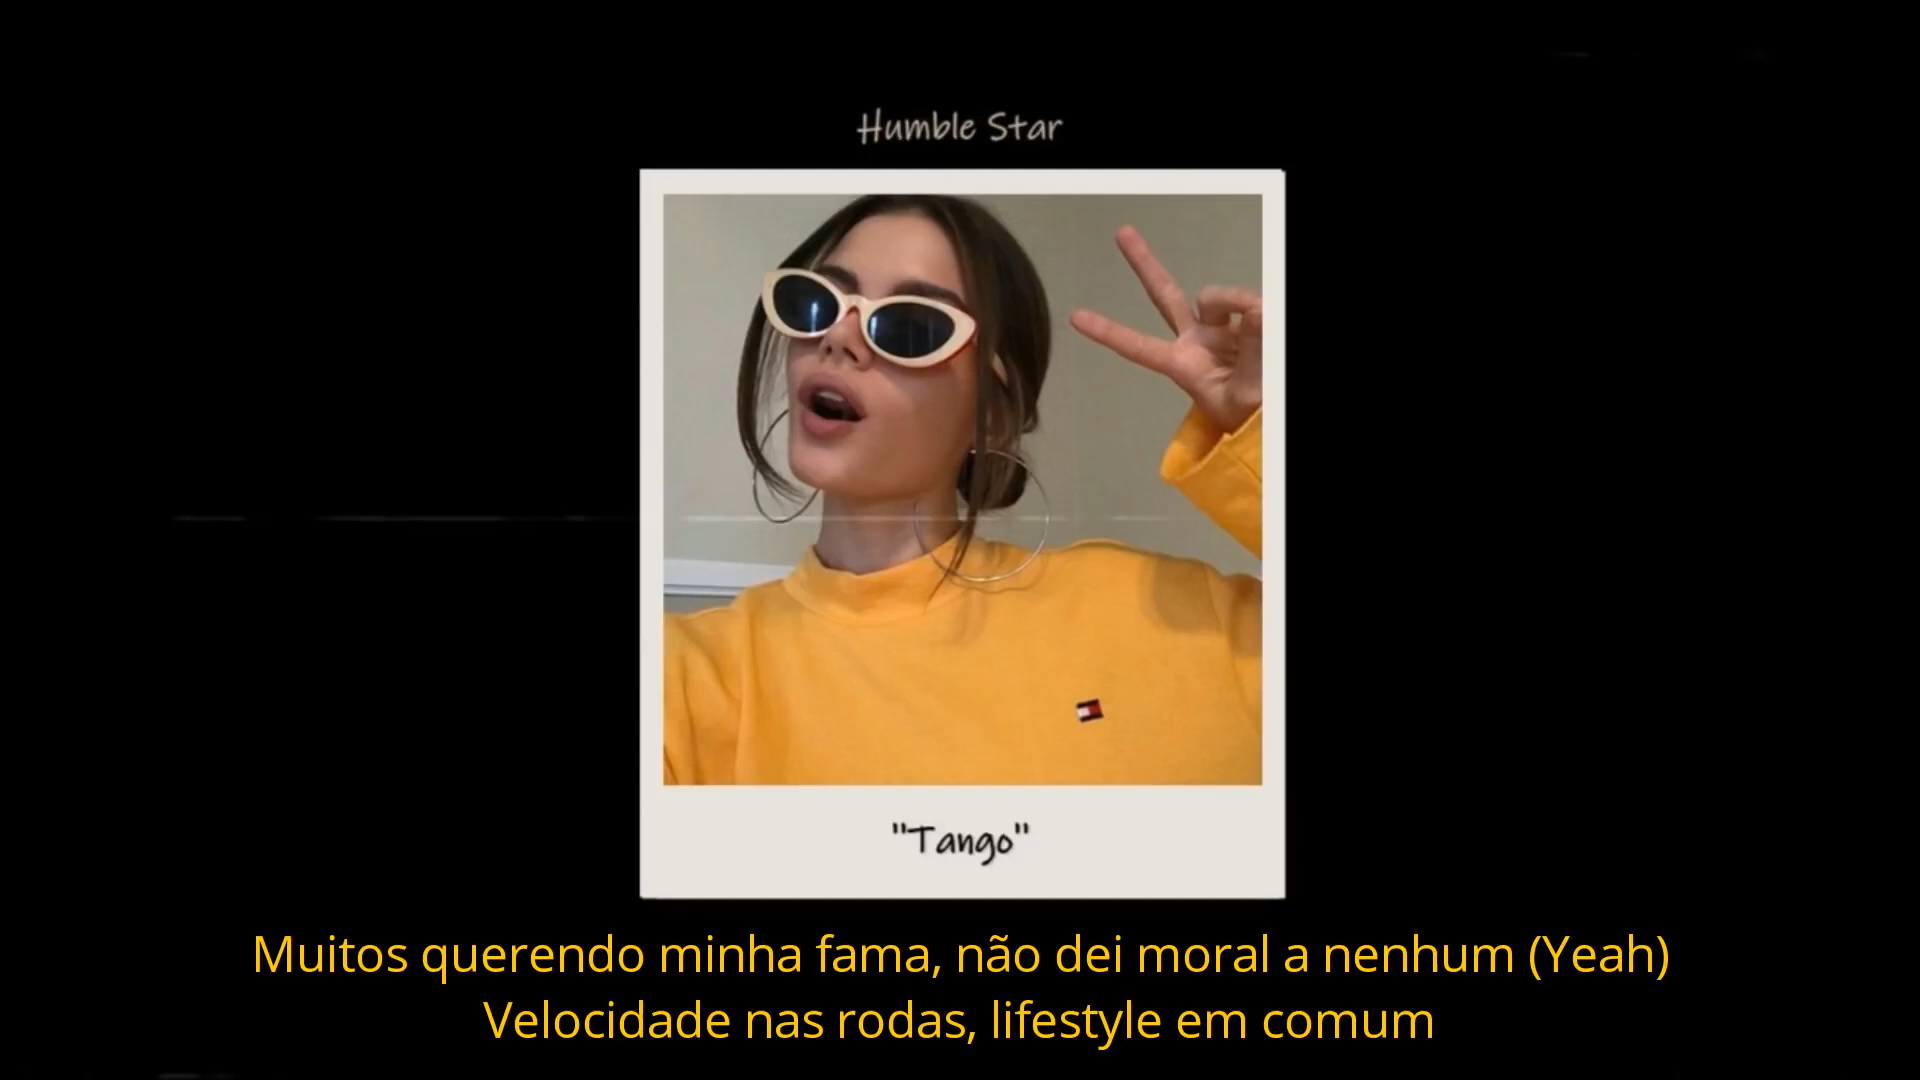 Humble Star
"Tango"
Muitos querendo minha fama, não dei moral a nenhum (Yeah)
Velocidade nas rodas, lifestyle em comum